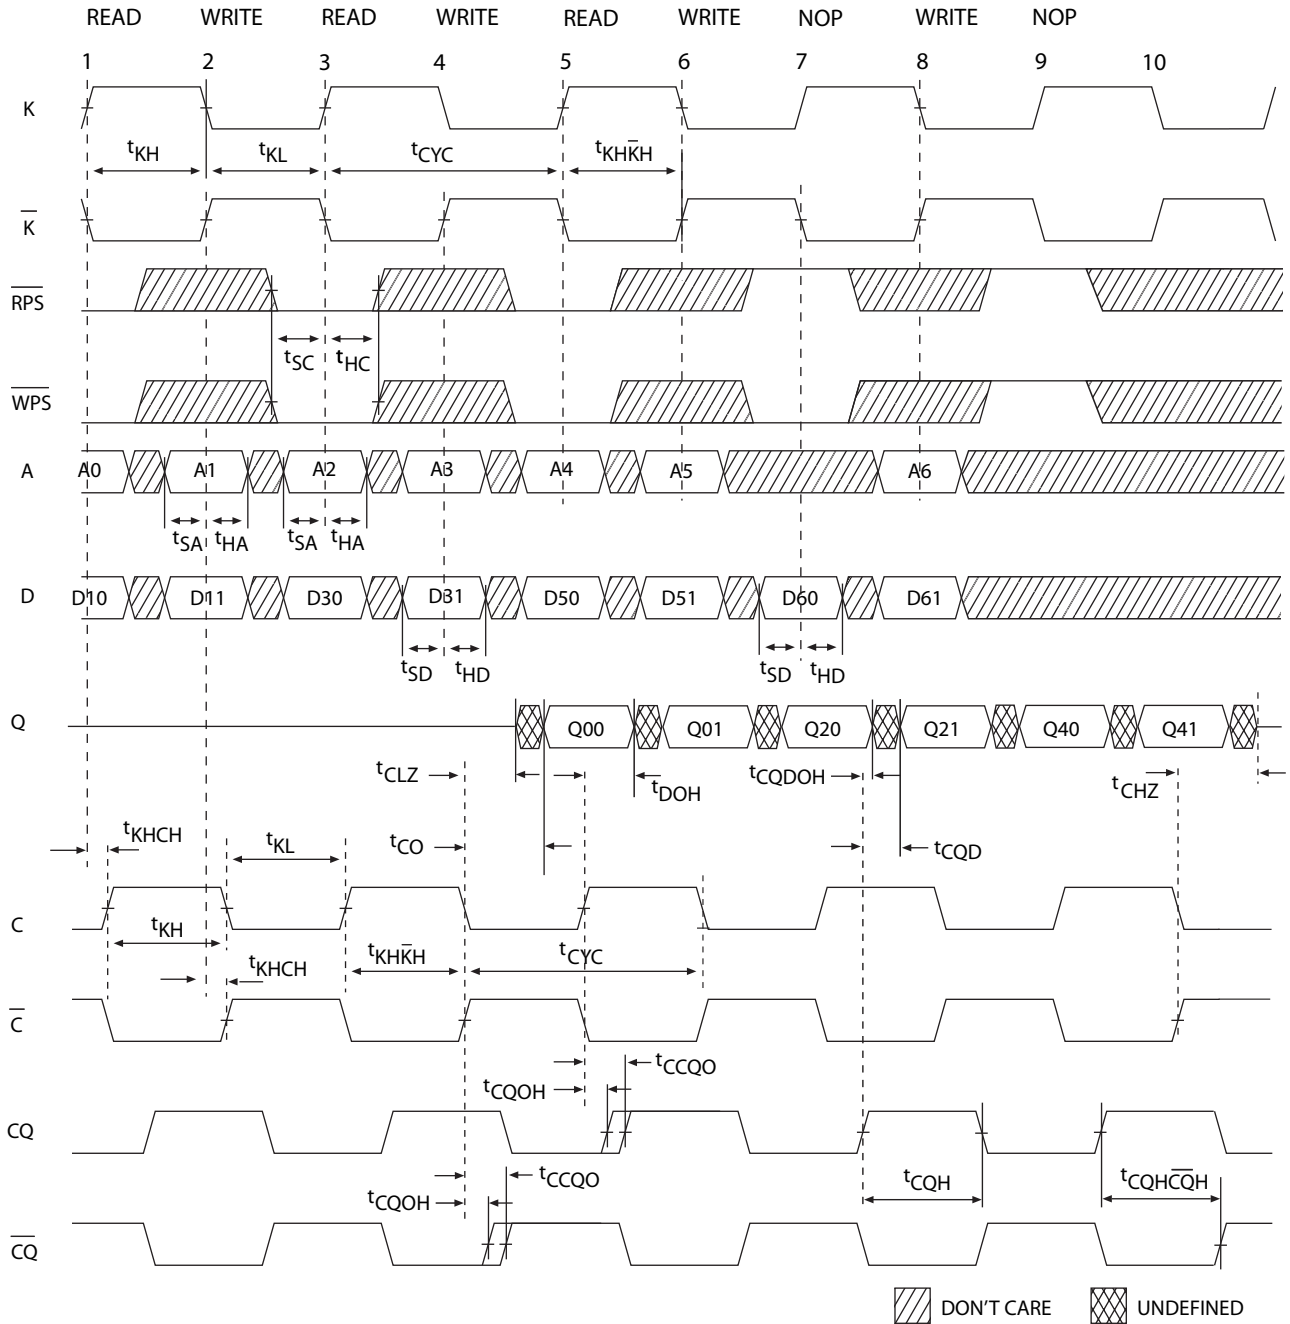 READ WRITE READ WRITE READ WRITE NOP WRITE NOP
1 2 3 4 5 6 7 8 9 10
K
tKH tKL tCYC tKHK̅H
K̅
R̅P̅S̅
tSC tHC
W̅P̅S̅
A A0 A1 A2 A3 A4 A5 A6
tSA tHA tSA tHA
D D10 D11 D30 D31 D50 D51 D60 D61
tSD tHD tSD tHD
Q Q00 Q01 Q20 Q21 Q40 Q41
tCLZ tDOH tCQDOH tCHZ
tKHCH tKL tCO tCQD
C
tKH tKHK̅H tCYC
tKHCH
C̅
tCCQO
tCQOH
CQ
tCCQO tCQH tCQHC̅Q̅H
tCQOH
C̅Q̅
DON'T CARE UNDEFINED